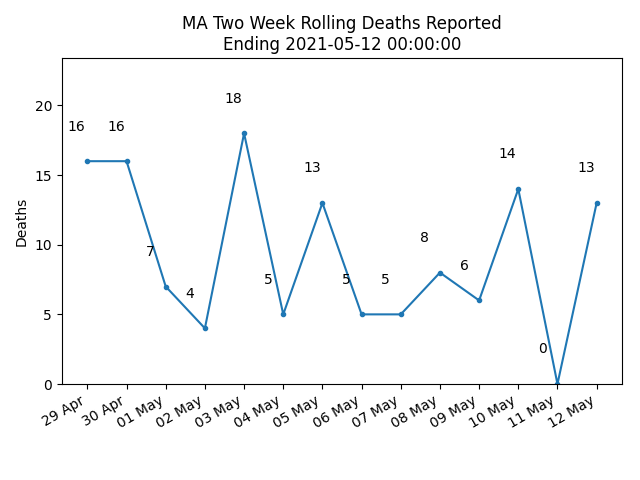 MA Two Week Rolling Deaths Reported
Ending 2021-05-12 00:00:00
Deaths
20
15
10
5
0
16
16
7
4
18
5
13
5
5
8
6
14
0
13
29 Apr
30 Apr
01 May
02 May
03 May
04 May
05 May
06 May
07 May
08 May
09 May
10 May
11 May
12 May